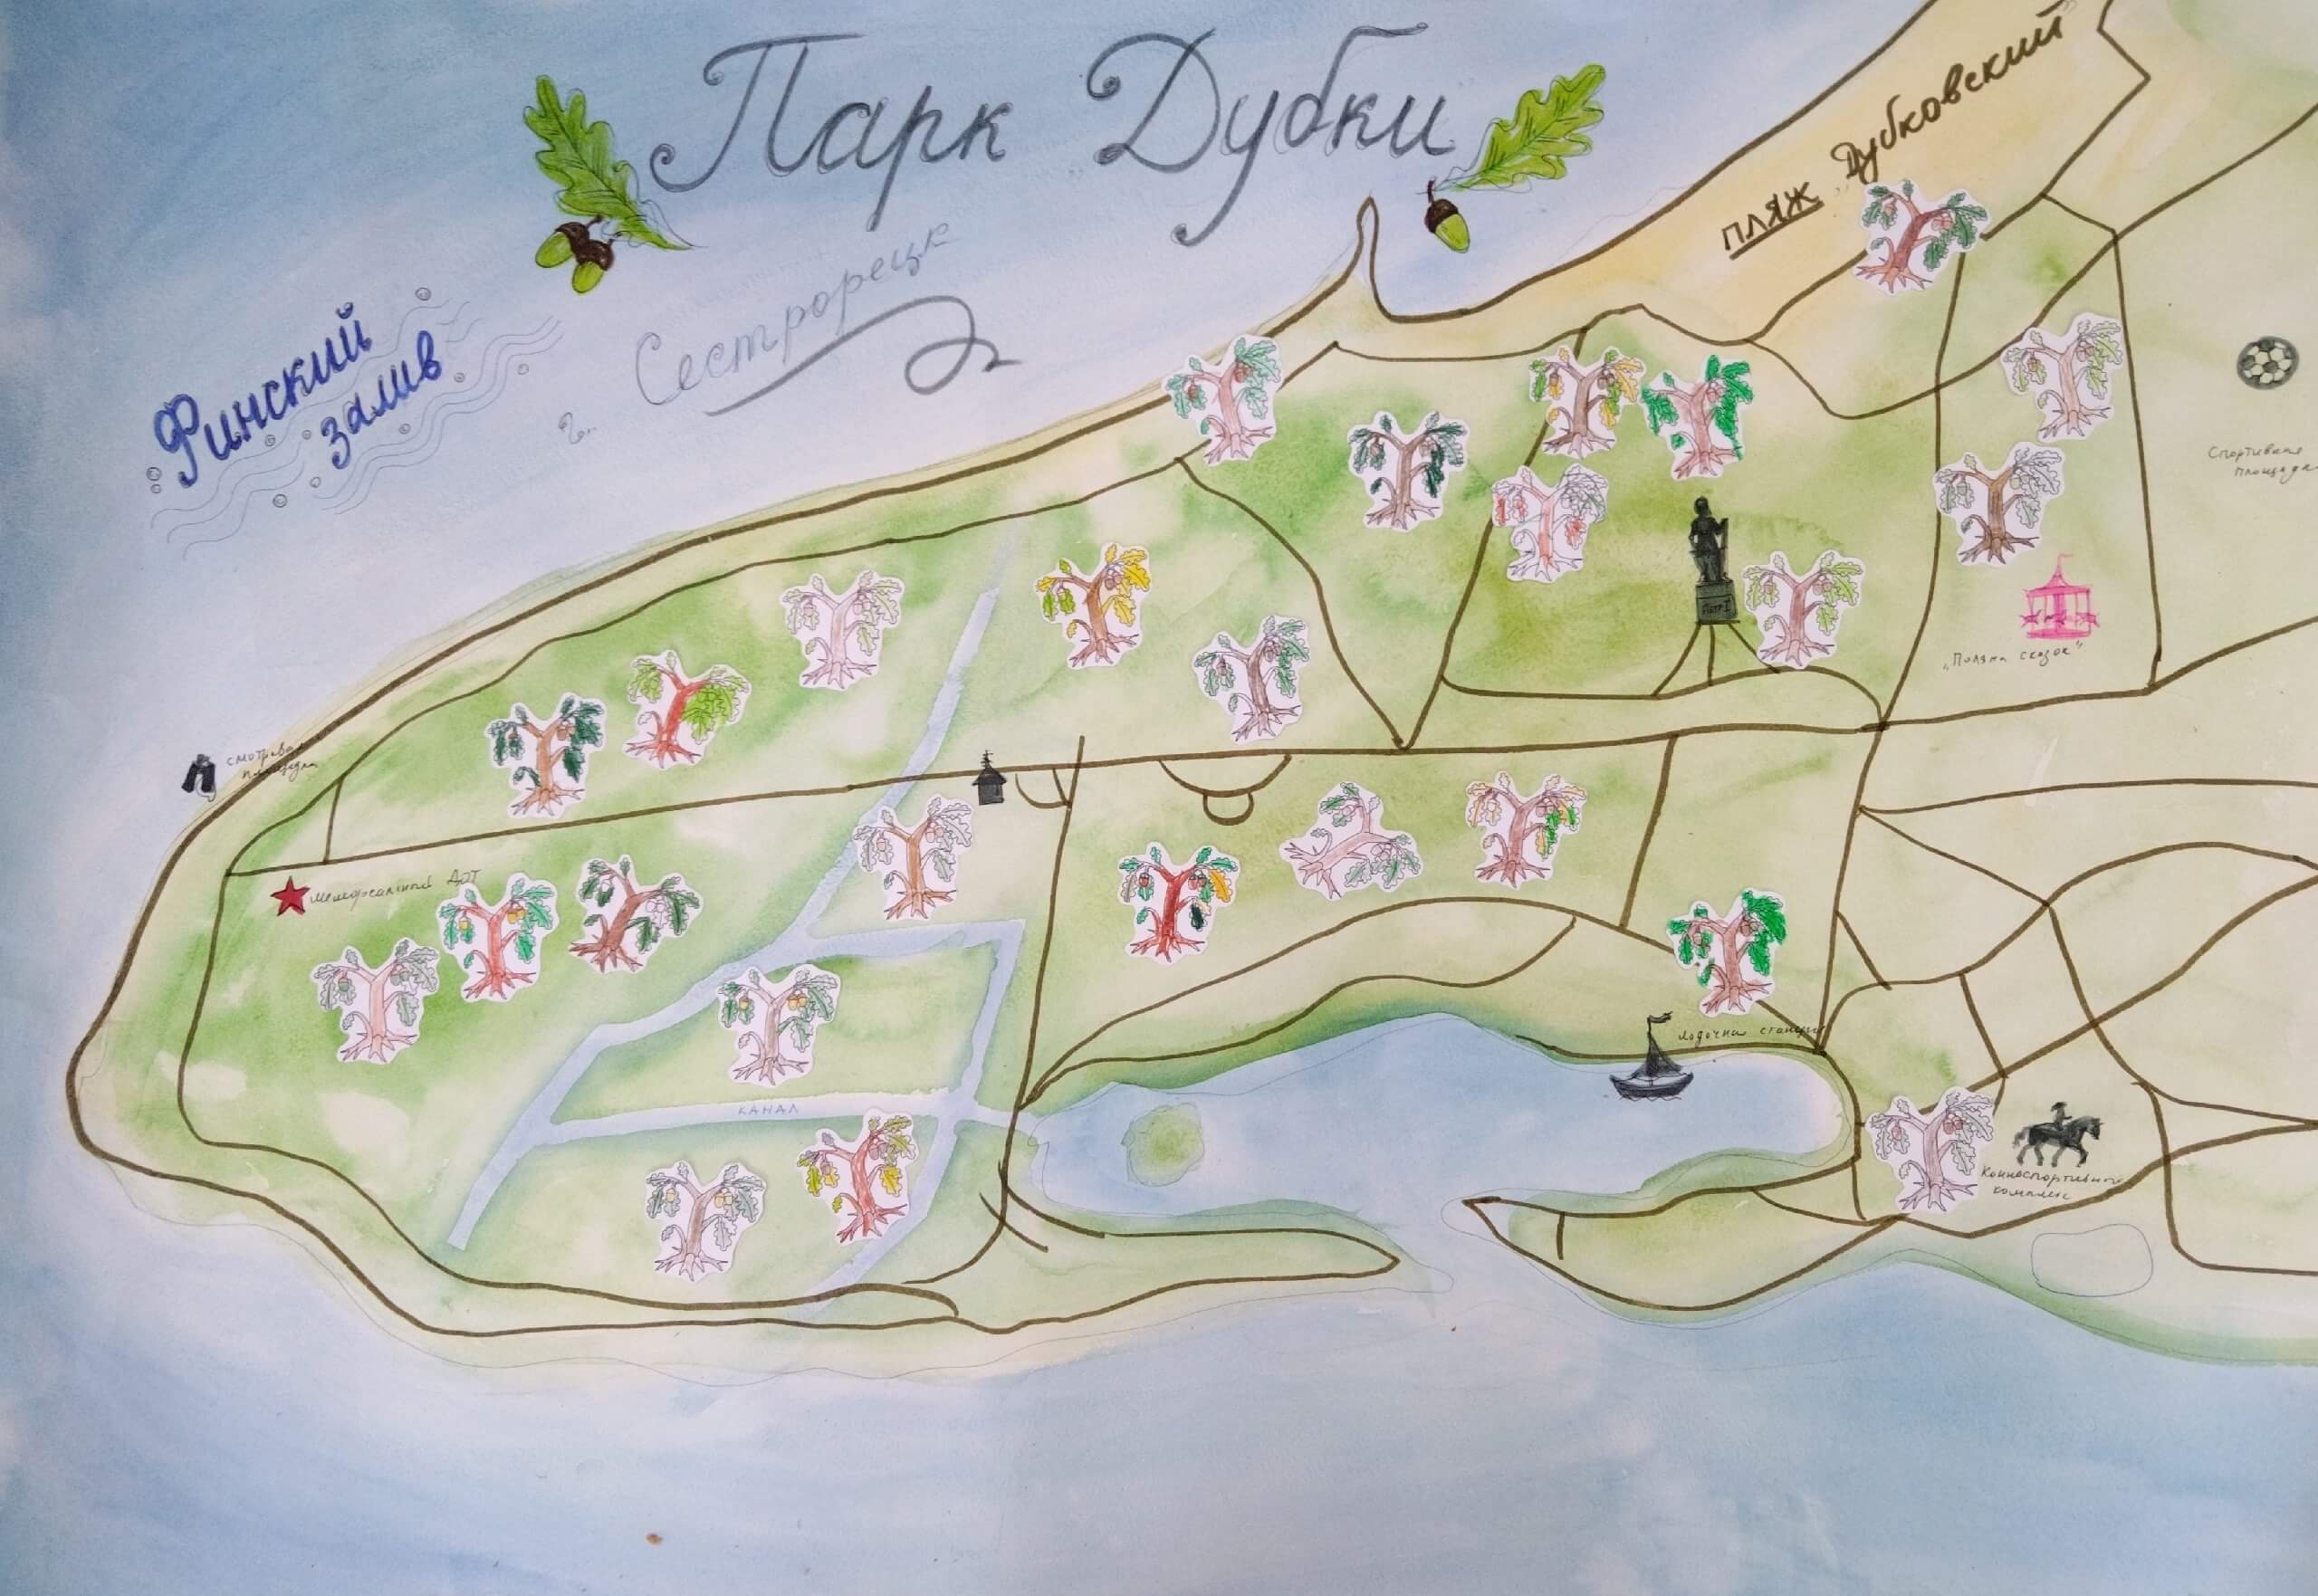 Парк Дубки
г. Сестрорецк
Финский
залив
пляж Дубковский
Спортивная
площадка
Петр I
„Поляна сказок"
смотровая
площадка
мемориальный ДОТ
Лодочная станция
КАНАЛ
Конноспортивный
комплекс